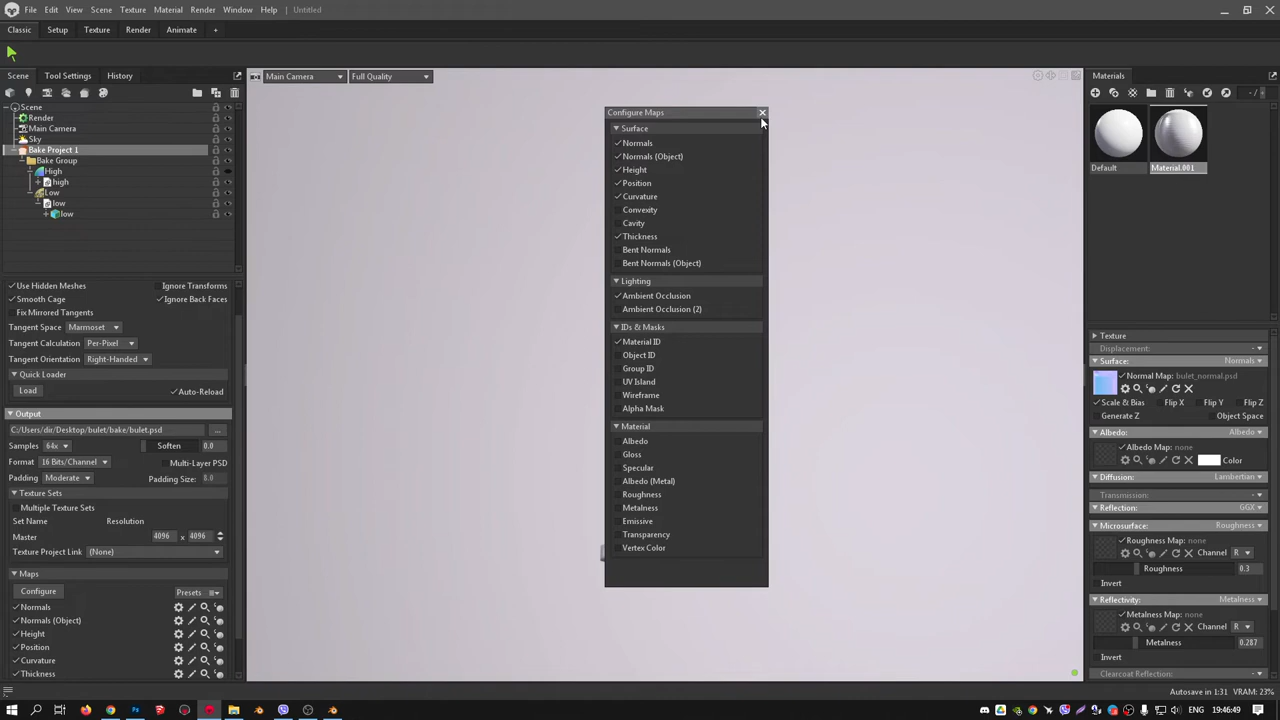 File Edit View Scene Texture Material Render Window Help Untitled
Classic Setup Texture Render Animate +
Scene Tool Settings History
Main Camera Full Quality
Materials
Scene
Render
Main Camera
Sky
Bake Project 1
Bake Group
High
high
Low
low
low
Use Hidden Meshes Ignore Transforms
Smooth Cage Ignore Back Faces
Fix Mirrored Tangents
Tangent Space Marmoset
Tangent Calculation Per-Pixel
Tangent Orientation Right-Handed
Quick Loader
Load Auto-Reload
Output
C:/Users/dir/Desktop/bulet/bake/bulet.psd ...
Samples 64x Soften 0.0
Format 16 Bits/Channel Multi-Layer PSD
Padding Moderate Padding Size: 8.0
Texture Sets
Multiple Texture Sets
Set Name Resolution
Master 4096 x 4096
Texture Project Link (None)
Maps
Configure Presets
Normals
Normals (Object)
Height
Position
Curvature
Thickness
Configure Maps
Surface
Normals
Normals (Object)
Height
Position
Curvature
Convexity
Cavity
Thickness
Bent Normals
Bent Normals (Object)
Lighting
Ambient Occlusion
Ambient Occlusion (2)
IDs & Masks
Material ID
Object ID
Group ID
UV Island
Wireframe
Alpha Mask
Material
Albedo
Gloss
Specular
Albedo (Metal)
Roughness
Metalness
Emissive
Transparency
Vertex Color
- / -
Default Material.001
Texture
Displacement:
Surface: Normals
Normal Map: bulet_normal.psd
Scale & Bias Flip X Flip Y Flip Z
Generate Z Object Space
Albedo: Albedo
Albedo Map: none
Color
Diffusion: Lambertian
Transmission:
Reflection: GGX
Microsurface: Roughness
Roughness Map: none
Channel R
Roughness 0.3
Invert
Reflectivity: Metalness
Metalness Map: none
Channel R
Metalness 0.287
Invert
Clearcoat Reflection:
Autosave in 1:31 VRAM: 23%
ENG 19:46:49